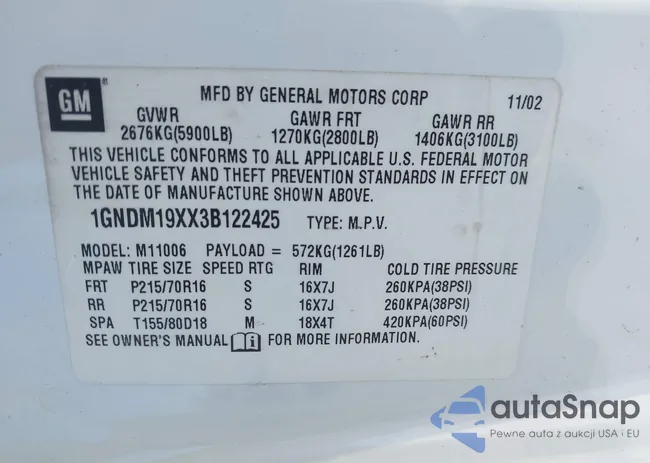 GM
MFD BY GENERAL MOTORS CORP 11/02
GVWR GAWR FRT GAWR RR
2676KG(5900LB) 1270KG(2800LB) 1406KG(3100LB)
THIS VEHICLE CONFORMS TO ALL APPLICABLE U.S. FEDERAL MOTOR
VEHICLE SAFETY AND THEFT PREVENTION STANDARDS IN EFFECT ON
THE DATE OF MANUFACTURE SHOWN ABOVE.
1GNDM19XX3B122425 TYPE: M.P.V.
MODEL: M11006 PAYLOAD = 572KG(1261LB)
MPAW TIRE SIZE SPEED RTG RIM COLD TIRE PRESSURE
FRT P215/70R16 S 16X7J 260KPA(38PSI)
RR P215/70R16 S 16X7J 260KPA(38PSI)
SPA T155/80D18 M 18X4T 420KPA(60PSI)
SEE OWNER'S MANUAL FOR MORE INFORMATION.
autaSnap
Pewne auta z aukcji USA i EU